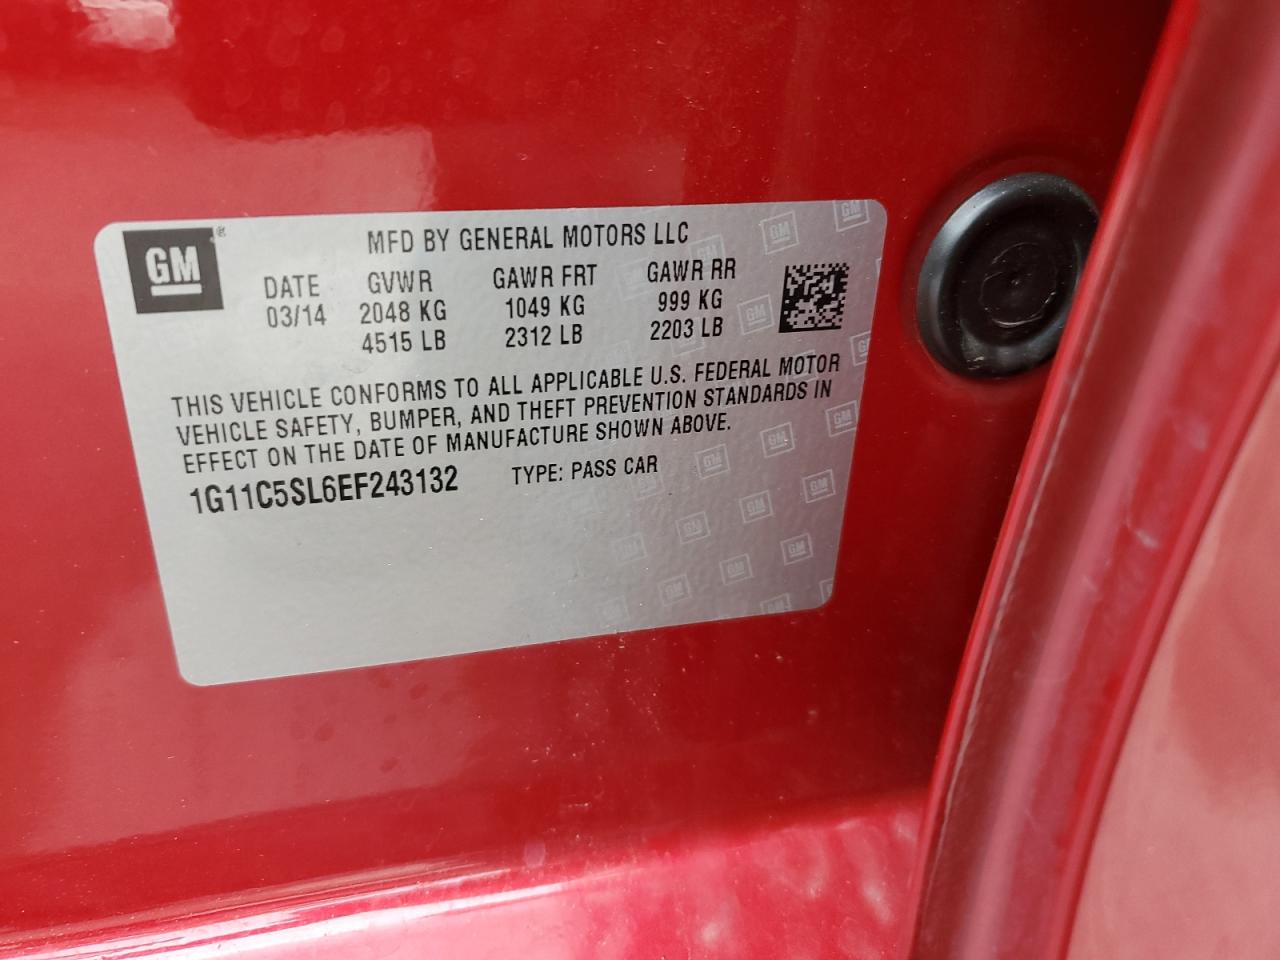 GM® MFD BY GENERAL MOTORS LLC
DATE GVWR GAWR FRT GAWR RR
03/14 2048 KG 1049 KG 999 KG
4515 LB 2312 LB 2203 LB
THIS VEHICLE CONFORMS TO ALL APPLICABLE U.S. FEDERAL MOTOR
VEHICLE SAFETY, BUMPER, AND THEFT PREVENTION STANDARDS IN
EFFECT ON THE DATE OF MANUFACTURE SHOWN ABOVE.
1G11C5SL6EF243132 TYPE: PASS CAR